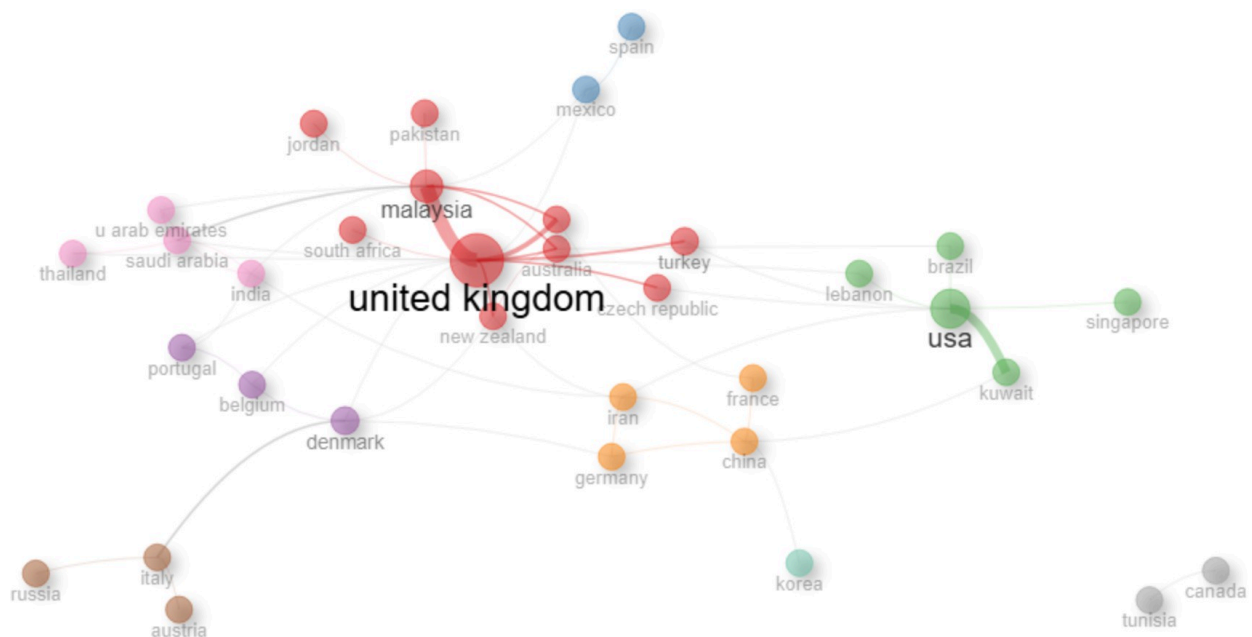 spain
mexico
jordan
pakistan
malaysia
u arab emirates
south africa
thailand
saudi arabia
australia
turkey
brazil
india
lebanon
united kingdom
czech republic
singapore
new zealand
usa
portugal
kuwait
belgium
france
iran
denmark
china
germany
italy
korea
russia
canada
tunisia
austria